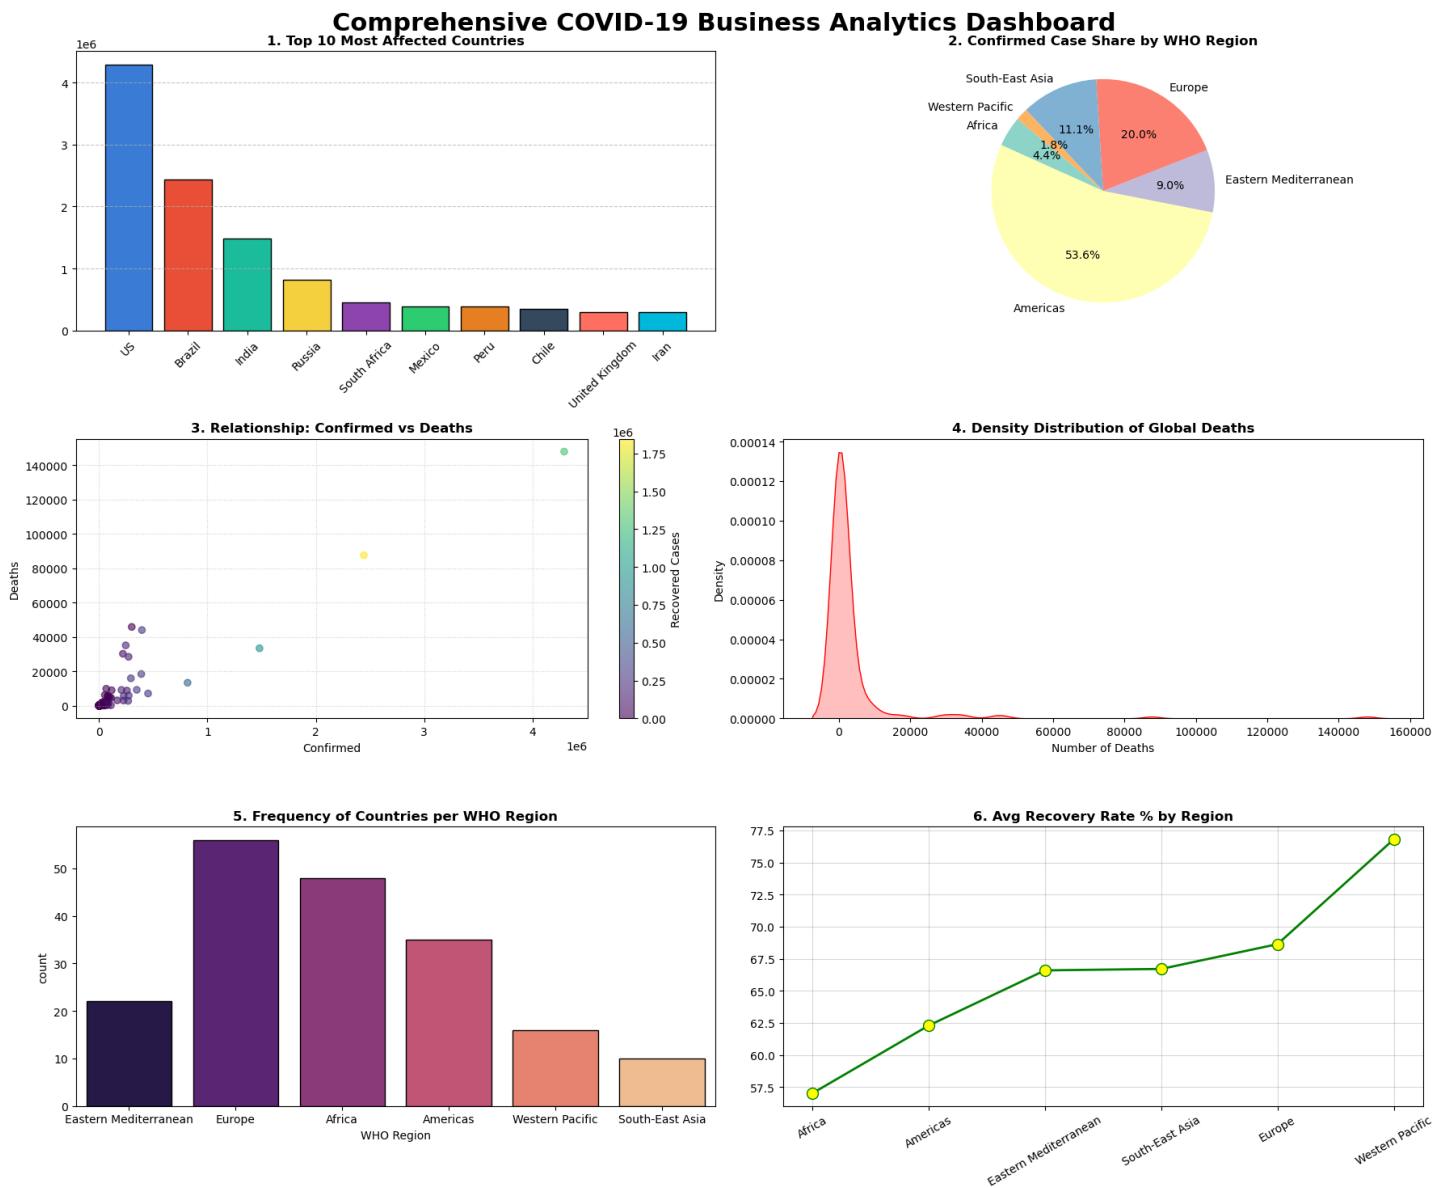 Comprehensive COVID-19 Business Analytics Dashboard
1. Top 10 Most Affected Countries
1e6
4
3
2
1
0
US
Brazil
India
Russia
South Africa
Mexico
Peru
Chile
United Kingdom
Iran
2. Confirmed Case Share by WHO Region
South-East Asia
Europe
Western Pacific
Africa
11.1%
20.0%
1.8%
4.4%
9.0%
Eastern Mediterranean
53.6%
Americas
3. Relationship: Confirmed vs Deaths
140000
120000
100000
80000
60000
40000
20000
0
Deaths
0
1
2
3
4
1e6
Confirmed
1e6
1.75
1.50
1.25
1.00
0.75
0.50
0.25
0.00
Recovered Cases
4. Density Distribution of Global Deaths
0.00014
0.00012
0.00010
0.00008
0.00006
0.00004
0.00002
0.00000
Density
0
20000
40000
60000
80000
100000
120000
140000
160000
Number of Deaths
5. Frequency of Countries per WHO Region
50
40
30
20
10
0
count
Eastern Mediterranean
Europe
Africa
Americas
Western Pacific
South-East Asia
WHO Region
6. Avg Recovery Rate % by Region
77.5
75.0
72.5
70.0
67.5
65.0
62.5
60.0
57.5
Africa
Americas
Eastern Mediterranean
South-East Asia
Europe
Western Pacific